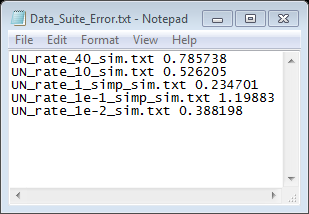 Data_Suite_Error.txt - Notepad
File Edit Format View Help
UN_rate_40_sim.txt 0.785738
UN_rate_10_sim.txt 0.526205
UN_rate_1_simp_sim.txt 0.234701
UN_rate_1e-1_simp_sim.txt 1.19883
UN_rate_1e-2_sim.txt 0.388198